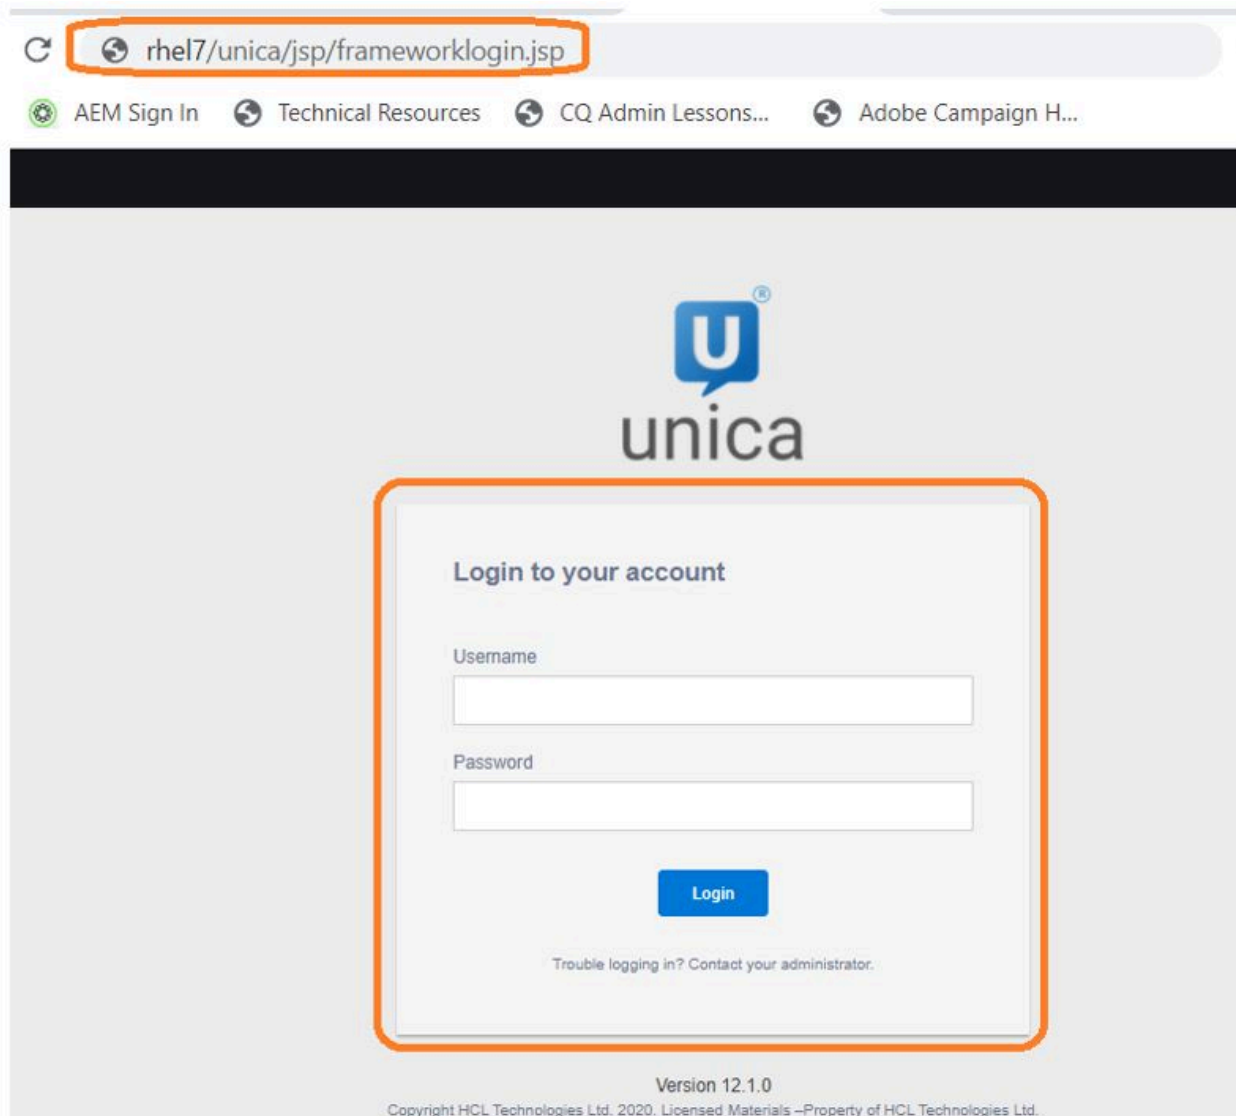 rhel7/unica/jsp/frameworklogin.jsp
AEM Sign In Technical Resources CQ Admin Lessons... Adobe Campaign H...
U®
unica
Login to your account
Username
Password
Login
Trouble logging in? Contact your administrator.
Version 12.1.0
Copyright HCL Technologies Ltd. 2020. Licensed Materials –Property of HCL Technologies Ltd.